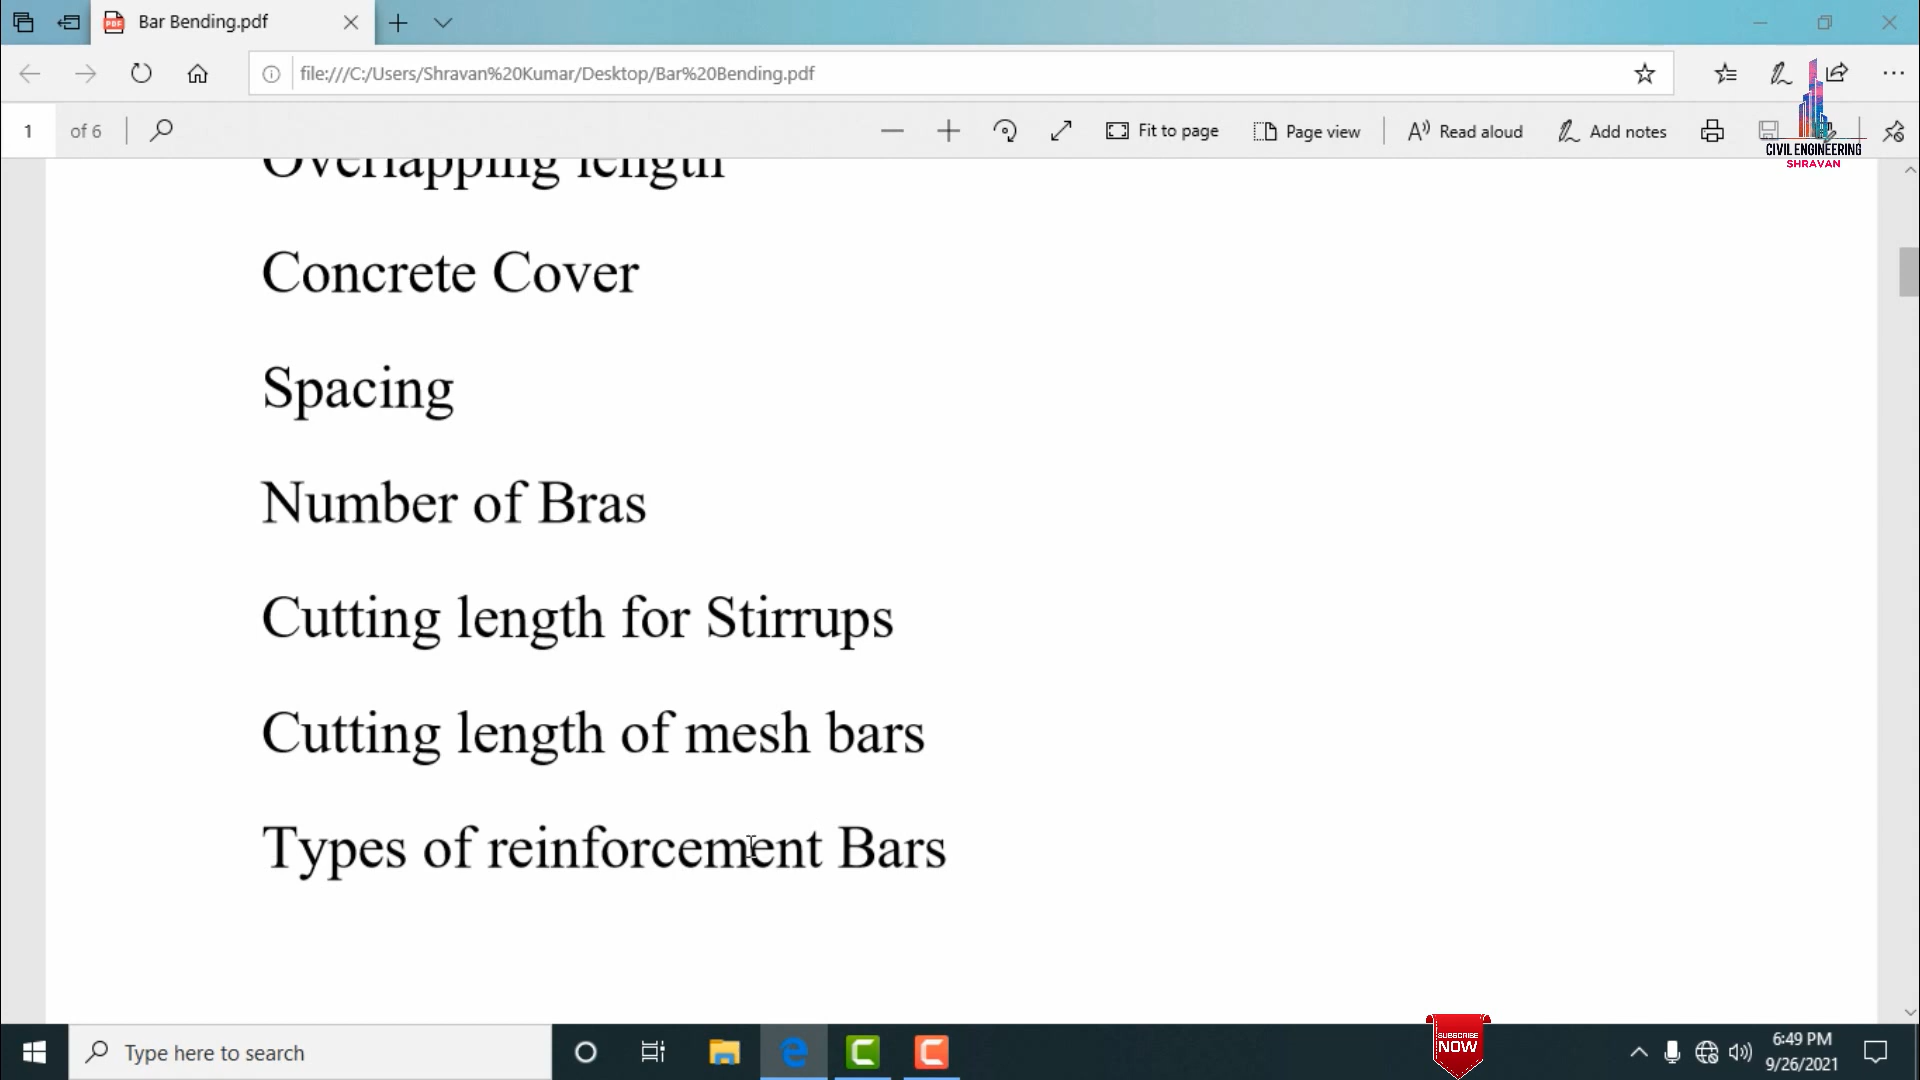 Bar Bending.pdf
file:///C:/Users/Shravan%20Kumar/Desktop/Bar%20Bending.pdf
1 of 6 Fit to page Page view Read aloud Add notes
CIVIL ENGINEERING
SHRAVAN
Overlapping length
Concrete Cover
Spacing
Number of Bras
Cutting length for Stirrups
Cutting length of mesh bars
Types of reinforcement Bars
SUBSCRIBE
NOW
Type here to search
6:49 PM
9/26/2021